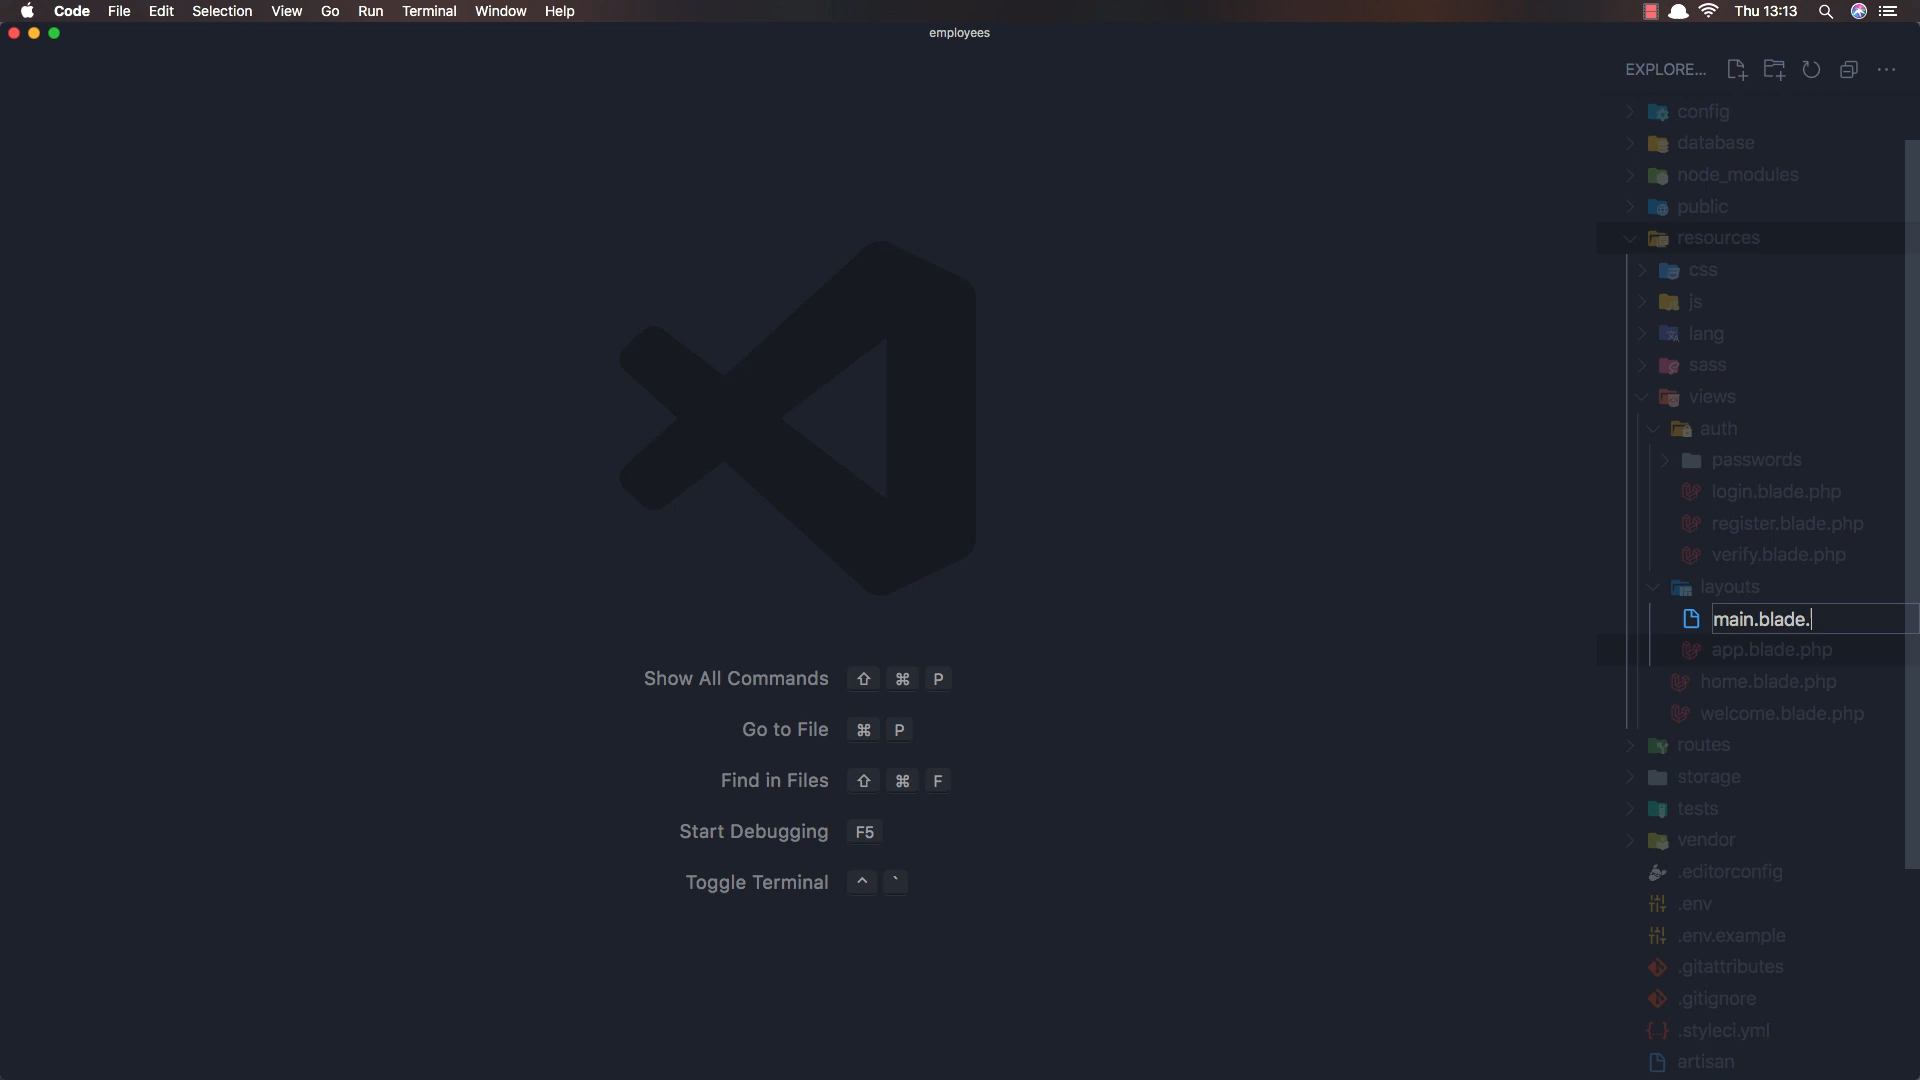 Code File Edit Selection View Go Run Terminal Window Help
Thu 13:13
employees
EXPLORE...
config
database
node_modules
public
resources
css
js
lang
sass
views
auth
passwords
login.blade.php
register.blade.php
verify.blade.php
layouts
main.blade.
app.blade.php
home.blade.php
welcome.blade.php
routes
storage
tests
vendor
.editorconfig
.env
.env.example
.gitattributes
.gitignore
.styleci.yml
artisan
Show All Commands ⇧ ⌘ P
Go to File ⌘ P
Find in Files ⇧ ⌘ F
Start Debugging F5
Toggle Terminal ^ `